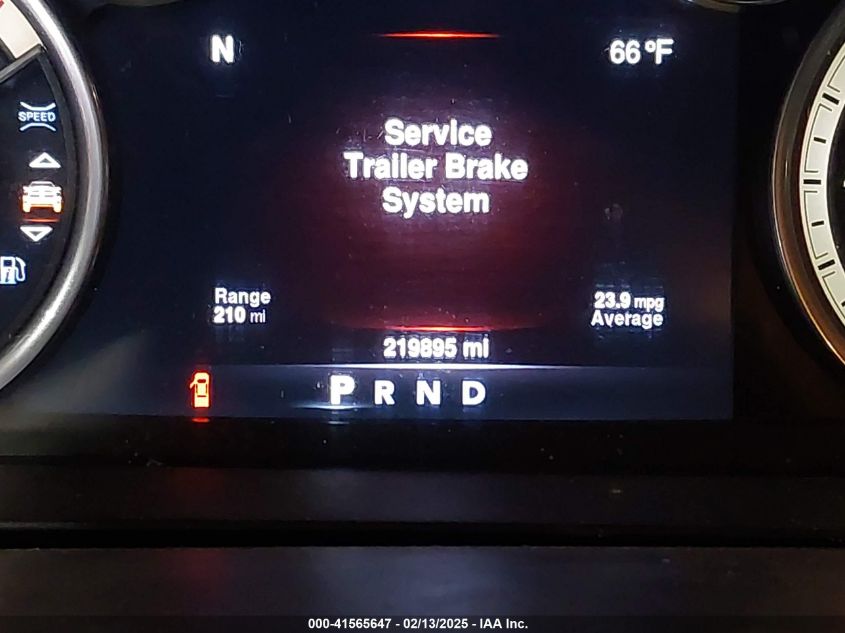 N
66°F
SPEED
Service
Trailer Brake
System
Range
210 mi
23.9 mpg
Average
219895 mi
P R N D
000-41565647 - 02/13/2025 - IAA Inc.